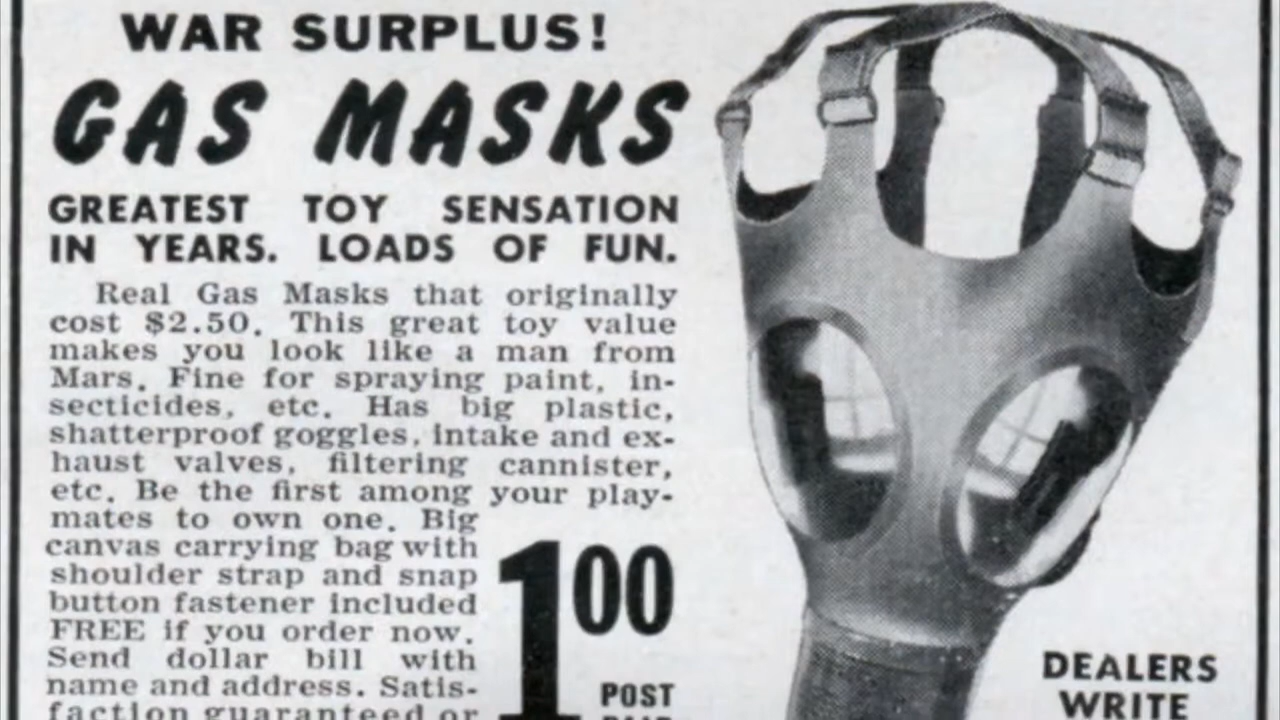 WAR SURPLUS!
GAS MASKS
GREATEST TOY SENSATION
IN YEARS. LOADS OF FUN.
Real Gas Masks that originally
cost $2.50. This great toy value
makes you look like a man from
Mars. Fine for spraying paint, in-
secticides, etc. Has big plastic,
shatterproof goggles, intake and ex-
haust valves, filtering cannister,
etc. Be the first among your play-
mates to own one. Big
canvas carrying bag with
shoulder strap and snap
button fastener included
FREE if you order now.
Send dollar bill with
name and address. Satis-
faction guaranteed or
1 00
POST
PAID
DEALERS
WRITE